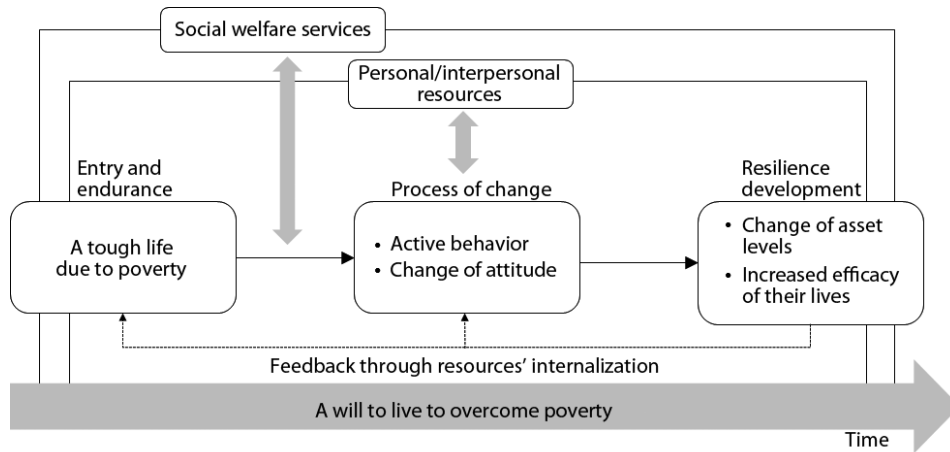 Social welfare services
Personal/interpersonal
resources
Entry and
endurance
A tough life
due to poverty
Process of change
• Active behavior
• Change of attitude
Resilience
development
• Change of asset
levels
• Increased efficacy
of their lives
Feedback through resources’ internalization
A will to live to overcome poverty
Time